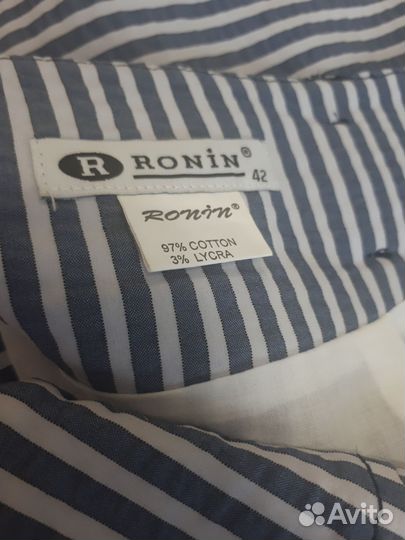 R RONiN®
42
RONiN®
97% COTTON
3% LYCRA
Avito